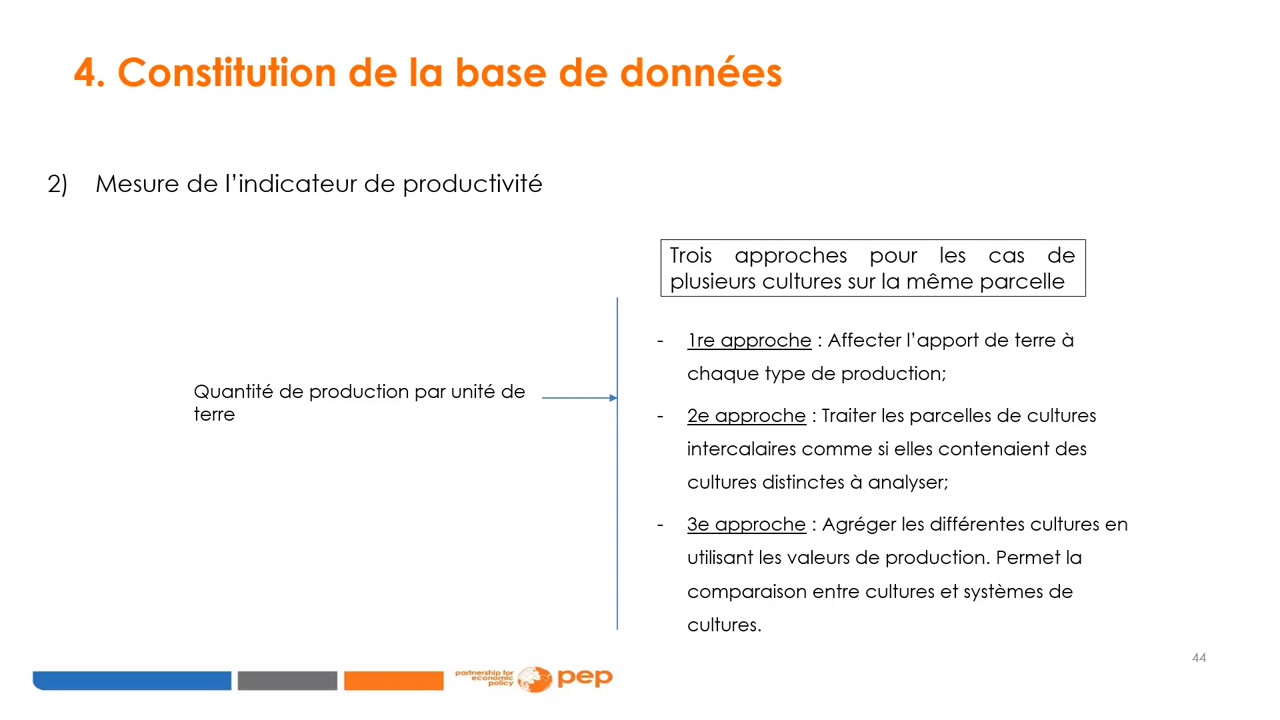 4. Constitution de la base de données
2) Mesure de l’indicateur de productivité
Trois approches pour les cas de
plusieurs cultures sur la même parcelle
Quantité de production par unité de
terre
- 1re approche : Affecter l’apport de terre à
chaque type de production;
- 2e approche : Traiter les parcelles de cultures
intercalaires comme si elles contenaient des
cultures distinctes à analyser;
- 3e approche : Agréger les différentes cultures en
utilisant les valeurs de production. Permet la
comparaison entre cultures et systèmes de
cultures.
44
partnership for
economic
policy
pep